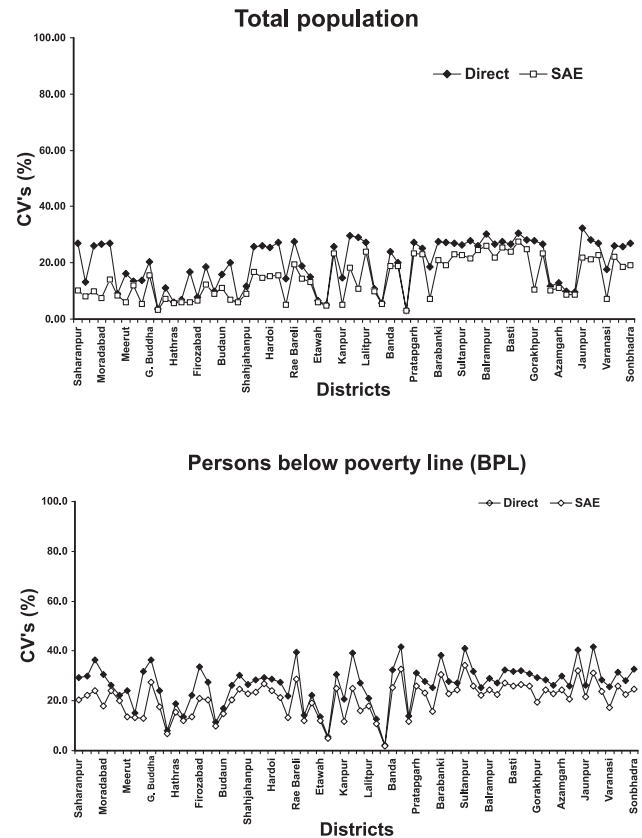 Total population
100.00
80.00
60.00
40.00
20.00
0.00
CV's (%)
Direct
SAE
Saharanpur
Moradabad
Meerut
G. Buddha
Hathras
Firozabad
Budaun
Shahjahanpu
Hardoi
Rae Bareli
Etawah
Kanpur
Lalitpur
Banda
Pratapgarh
Barabanki
Sultanpur
Balrampur
Basti
Gorakhpur
Azamgarh
Jaunpur
Varanasi
Sonbhadra
Districts
Persons below poverty line (BPL)
100.0
80.0
60.0
40.0
20.0
0.0
CV's (%)
Direct
SAE
Saharanpur
Moradabad
Meerut
G. Buddha
Hathras
Firozabad
Budaun
Shahjahanpu
Hardoi
Rae Bareli
Etawah
Kanpur
Lalitpur
Banda
Pratapgarh
Barabanki
Sultanpur
Balrampur
Basti
Gorakhpur
Azamgarh
Jaunpur
Varanasi
Sonbhadra
Districts